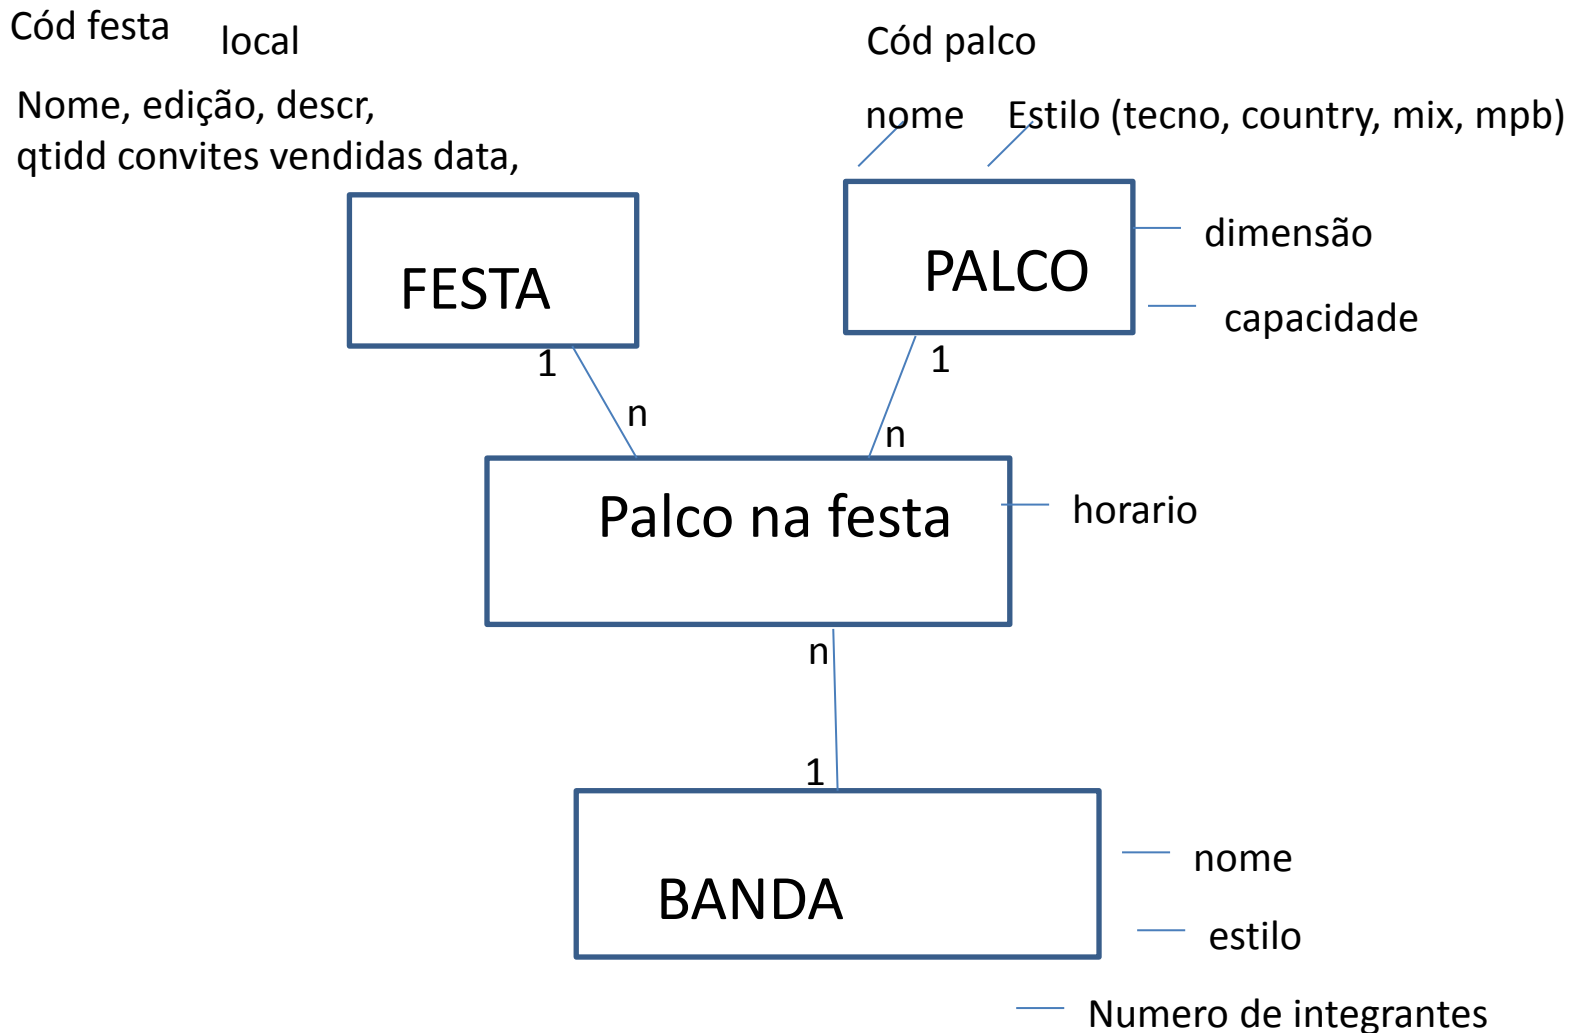 Cód festa local
Cód palco
Nome, edição, descr,
qtidd convites vendidas data,
nome Estilo (tecno, country, mix, mpb)
FESTA
PALCO
dimensão
capacidade
1
1
n
n
Palco na festa
horario
n
1
BANDA
nome
estilo
Numero de integrantes